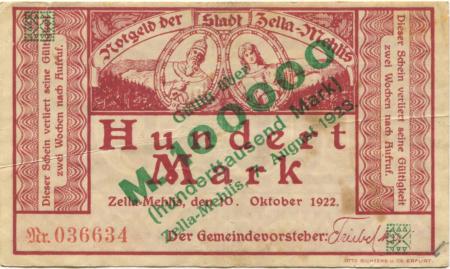 Notgeld der Stadt Zella-Mehlis
Dieser Schein verliert seine Gültigkeit
zwei Wochen nach Aufruf.
Gültig über
M. 100000
(Hunderttausend Mark)
Zella-Mehlis, August 1923
Hundert
Mark
Zella-Mehlis, den 10. Oktober 1922.
Nr. 036634
Der Gemeindevorsteher:
Dieser Schein verliert seine Gültigkeit
zwei Wochen nach Aufruf.
OTTO RICHTERS u. CO. ERFURT.